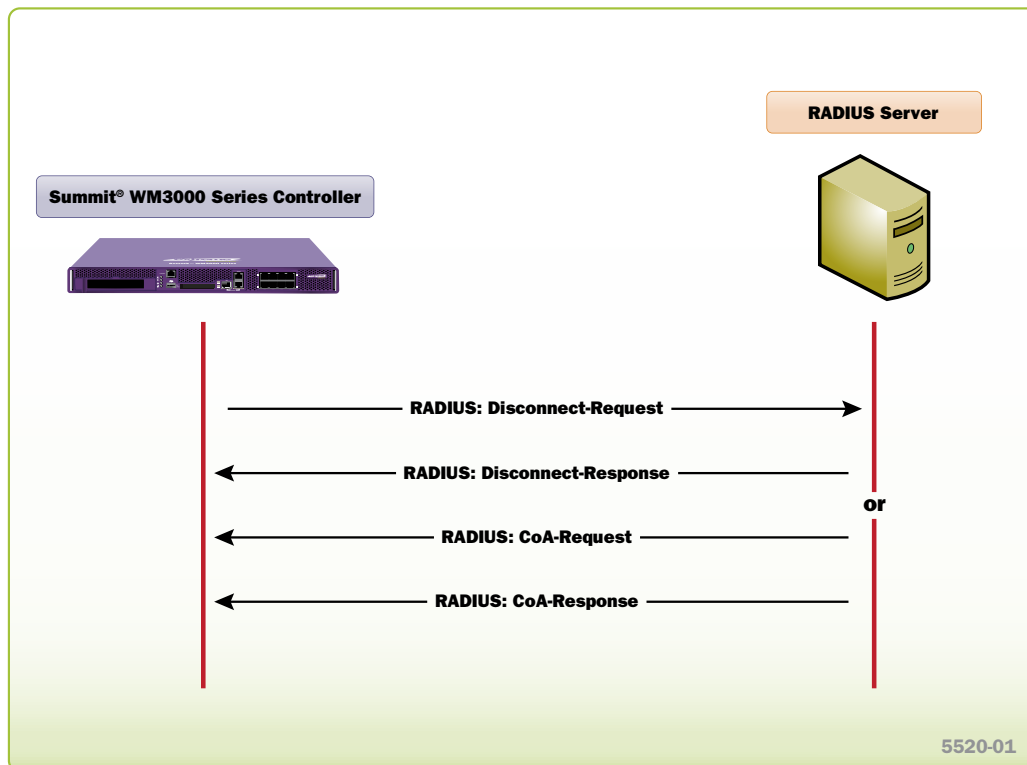 RADIUS Server
Summit® WM3000 Series Controller
RADIUS: Disconnect-Request
RADIUS: Disconnect-Response
or
RADIUS: CoA-Request
RADIUS: CoA-Response
5520-01